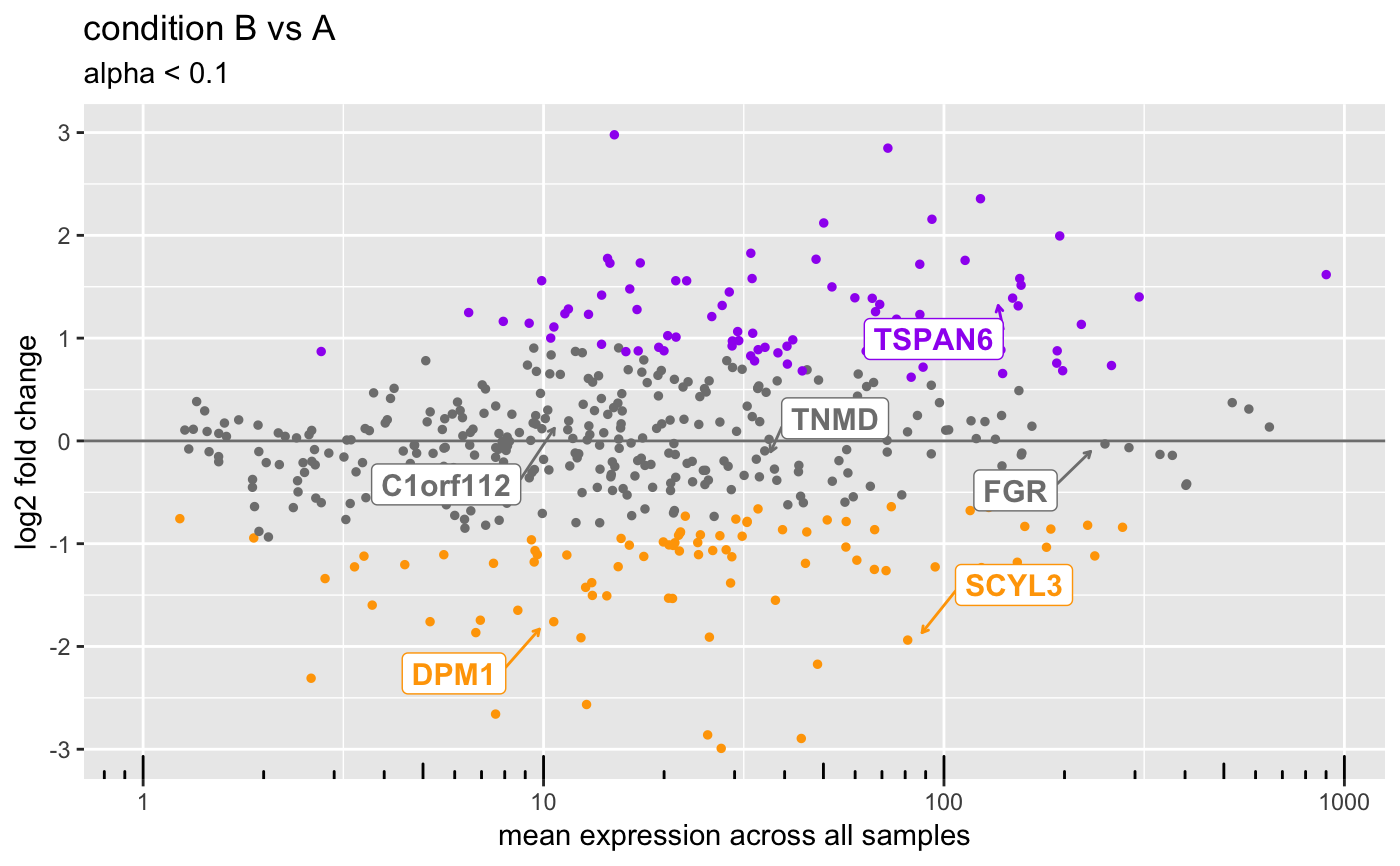 condition B vs A
alpha < 0.1
log2 fold change
3
2
1
0
-1
-2
-3
TSPAN6
TNMD
C1orf112
FGR
SCYL3
DPM1
1
10
100
1000
mean expression across all samples